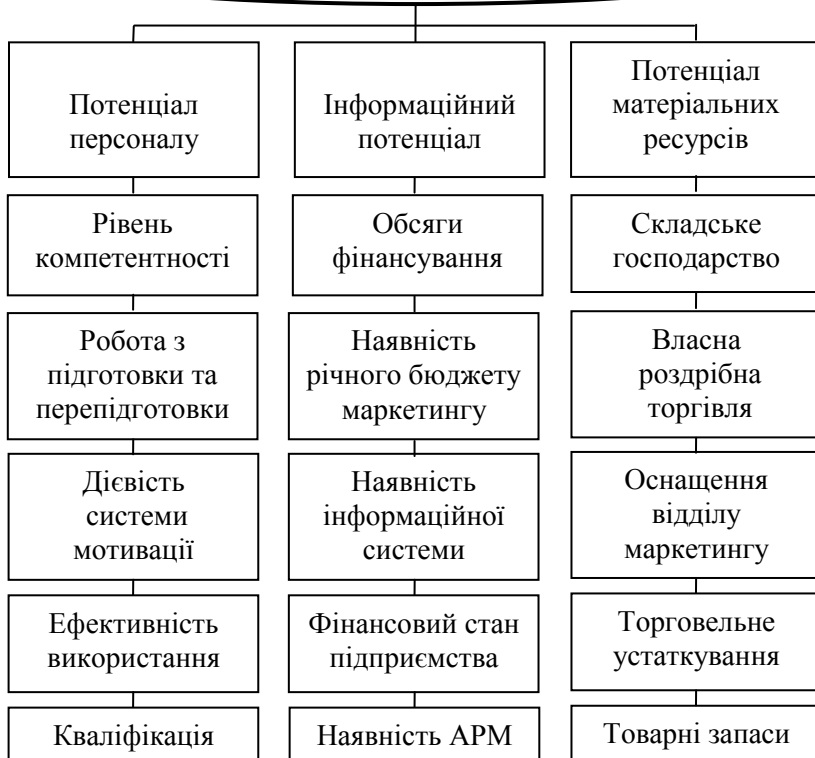 Потенціал
персоналу
Рівень
компетентності
Робота з
підготовки та
перепідготовки
Дієвість
системи
мотивації
Ефективність
використання
Кваліфікація
Інформаційний
потенціал
Обсяги
фінансування
Наявність
річного бюджету
маркетингу
Наявність
інформаційної
системи
Фінансовий стан
підприємства
Наявність АРМ
Потенціал
матеріальних
ресурсів
Складське
господарство
Власна
роздрібна
торгівля
Оснащення
відділу
маркетингу
Торговельне
устаткування
Товарні запаси